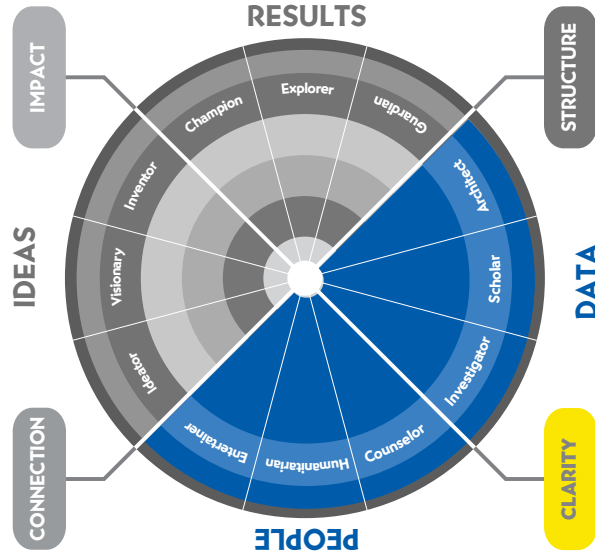 RESULTS
IMPACT
STRUCTURE
Champion
Explorer
Guardian
Inventor
Architect
IDEAS
Visionary
Scholar
DATA
Ideator
Investigator
Entertainer
Humanitarian
Counselor
CONNECTION
CLARITY
PEOPLE